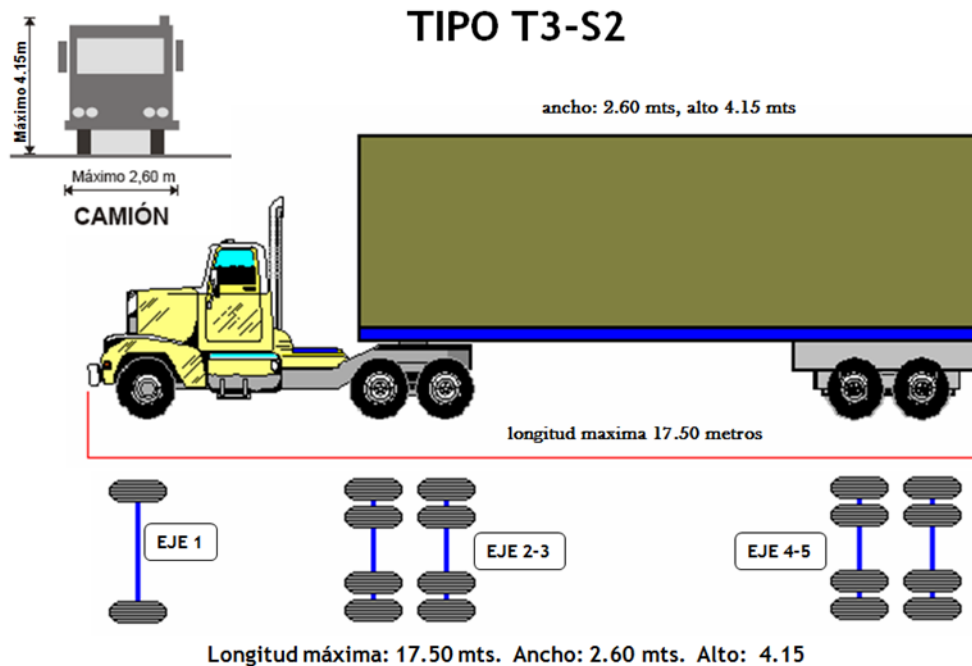 TIPO T3-S2
Máximo 4.15m
ancho: 2.60 mts, alto 4.15 mts
Máximo 2,60 m
CAMIÓN
longitud maxima 17.50 metros
EJE 1
EJE 2-3
EJE 4-5
Longitud máxima: 17.50 mts. Ancho: 2.60 mts. Alto: 4.15